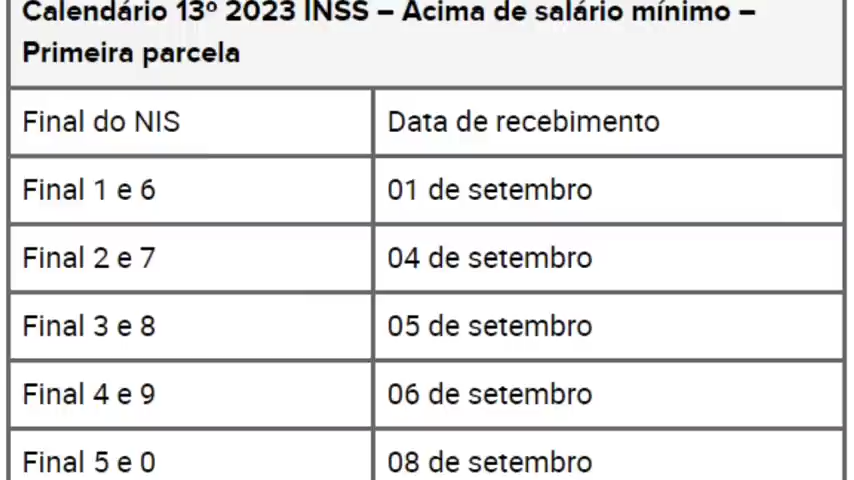 Calendário 13º 2023 INSS – Acima de salário mínimo –
Primeira parcela
Final do NIS Data de recebimento
Final 1 e 6 01 de setembro
Final 2 e 7 04 de setembro
Final 3 e 8 05 de setembro
Final 4 e 9 06 de setembro
Final 5 e 0 08 de setembro